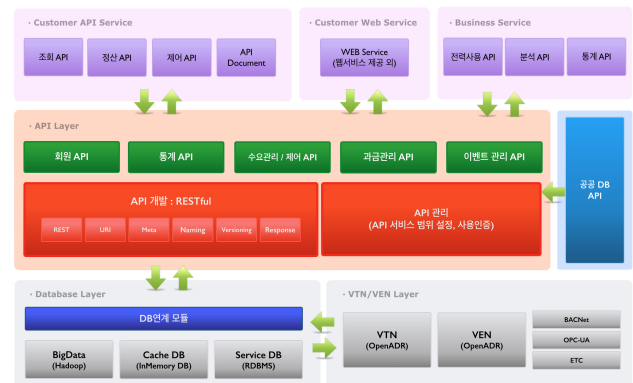 · Customer API Service
조회 API
정산 API
제어 API
API
Document
· Customer Web Service
WEB Service
(웹서비스 제공 외)
· Business Service
전력사용 API
분석 API
통계 API
· API Layer
회원 API
통계 API
수요관리 / 제어 API
과금관리 API
이벤트 관리 API
API 개발 : RESTful
REST
URI
Meta
Naming
Versioning
Response
API 관리
(API 서비스 범위 설정, 사용인증)
공공 DB
API
· Database Layer
DB연계 모듈
BigData
(Hadoop)
Cache DB
(InMemory DB)
Service DB
(RDBMS)
· VTN/VEN Layer
VTN
(OpenADR)
VEN
(OpenADR)
BACNet
OPC-UA
ETC